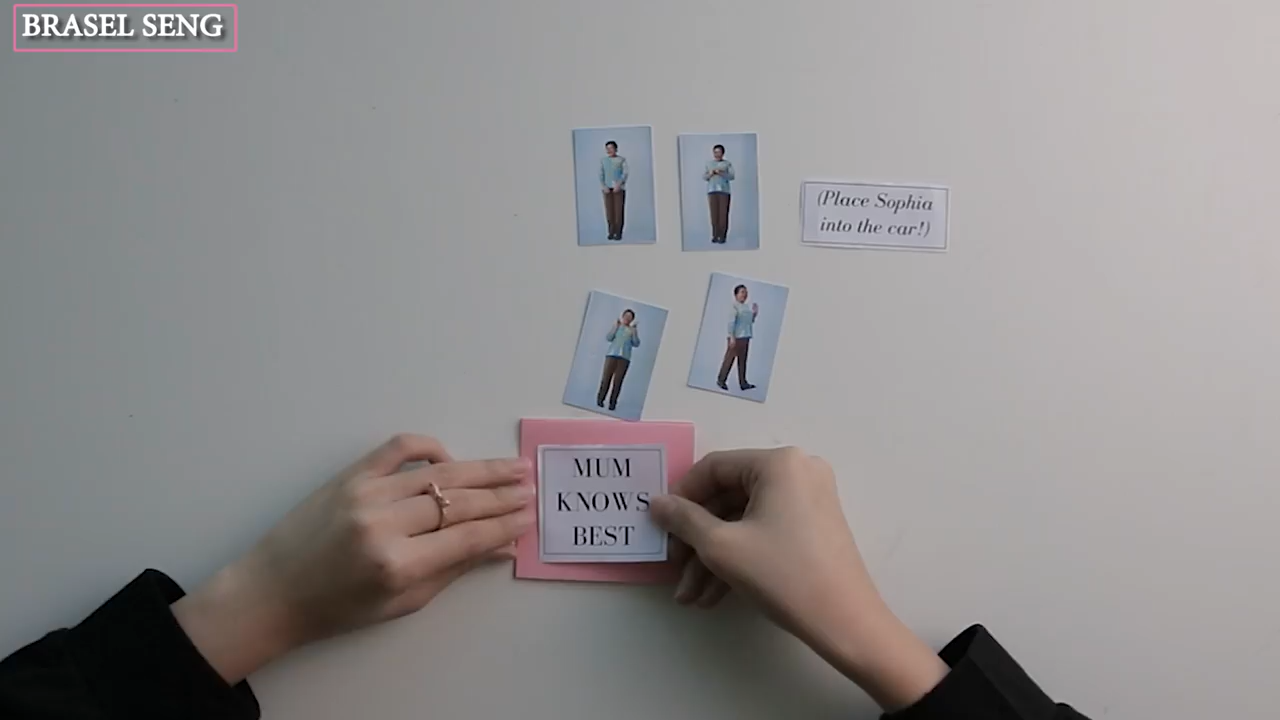 BRASEL SENG
(Place Sophia
into the car!)
MUM
KNOWS
BEST